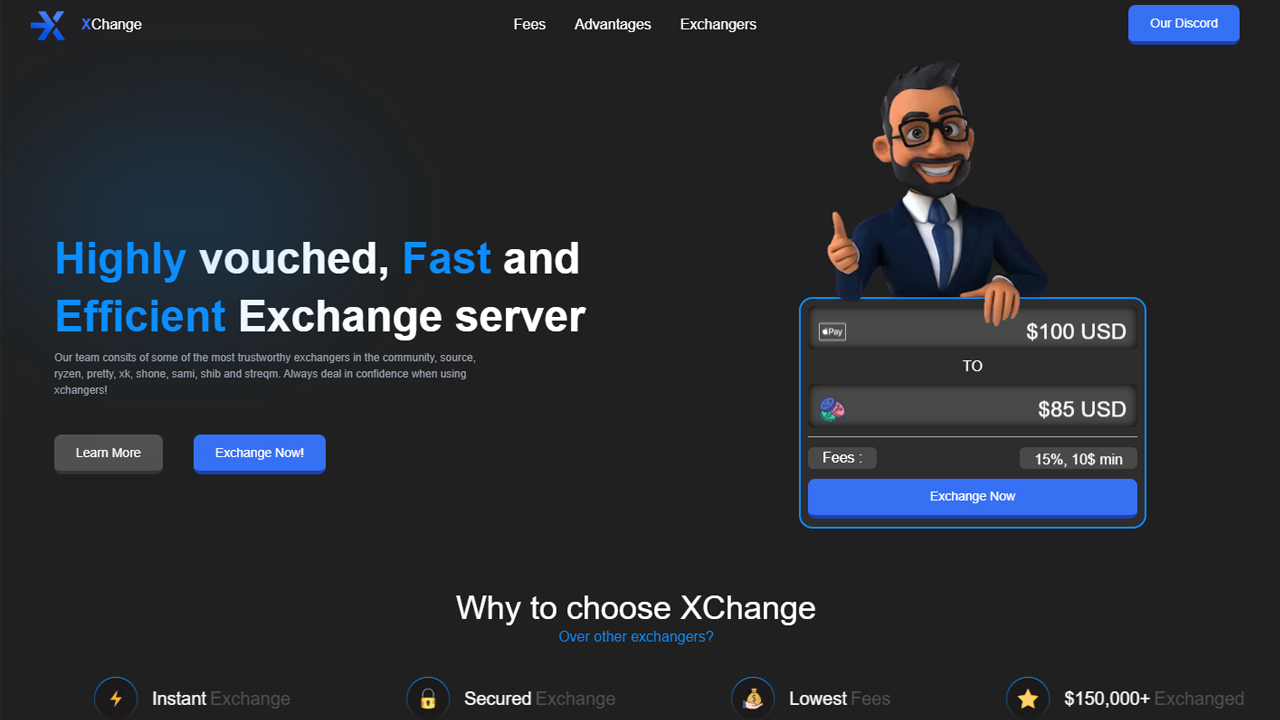 XChange
Fees
Advantages
Exchangers
Our Discord
Highly vouched, Fast and
Efficient Exchange server
Our team consits of some of the most trustworthy exchangers in the community, source,
ryzen, pretty, xk, shone, sami, shib and streqm. Always deal in confidence when using
xchangers!
Learn More
Exchange Now!
Pay
$100 USD
TO
$85 USD
Fees :
15%, 10$ min
Exchange Now
Why to choose XChange
Over other exchangers?
Instant Exchange
Secured Exchange
Lowest Fees
$150,000+ Exchanged